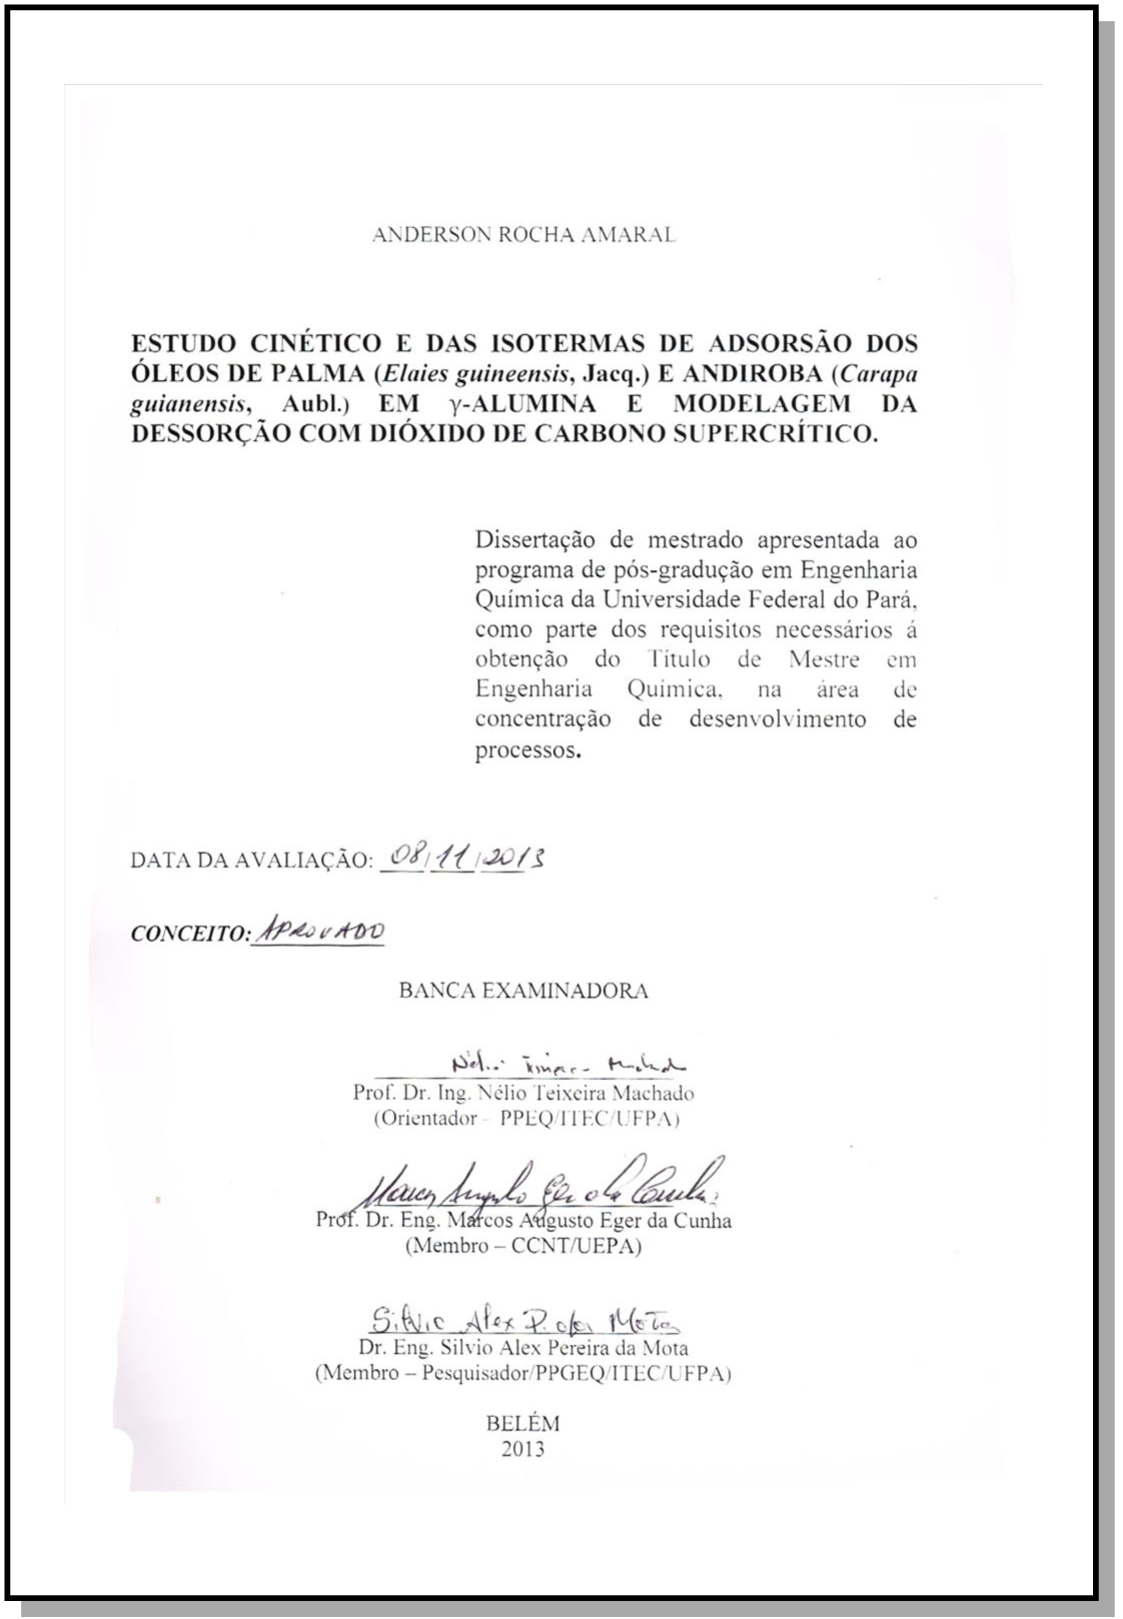 ANDERSON ROCHA AMARAL
ESTUDO CINÉTICO E DAS ISOTERMAS DE ADSORSÃO DOS
ÓLEOS DE PALMA (Elaies guineensis, Jacq.) E ANDIROBA (Carapa
guianensis, Aubl.) EM γ-ALUMINA E MODELAGEM DA
DESSORÇÃO COM DIÓXIDO DE CARBONO SUPERCRÍTICO.
Dissertação de mestrado apresentada ao
programa de pós-gradução em Engenharia
Química da Universidade Federal do Pará,
como parte dos requisitos necessários á
obtenção do Título de Mestre em
Engenharia Química, na área de
concentração de desenvolvimento de
processos.
DATA DA AVALIAÇÃO: 08/11/2013
CONCEITO: APROVADO
BANCA EXAMINADORA
Nélio Teixeira Machado
Prof. Dr. Ing. Nélio Teixeira Machado
(Orientador - PPEQ/ITEC/UFPA)
Marcos Augusto Eger da Cunha
Prof. Dr. Eng. Marcos Augusto Eger da Cunha
(Membro – CCNT/UEPA)
Silvio Alex P. da Mota
Dr. Eng. Silvio Alex Pereira da Mota
(Membro – Pesquisador/PPGEQ/ITEC/UFPA)
BELÉM
2013